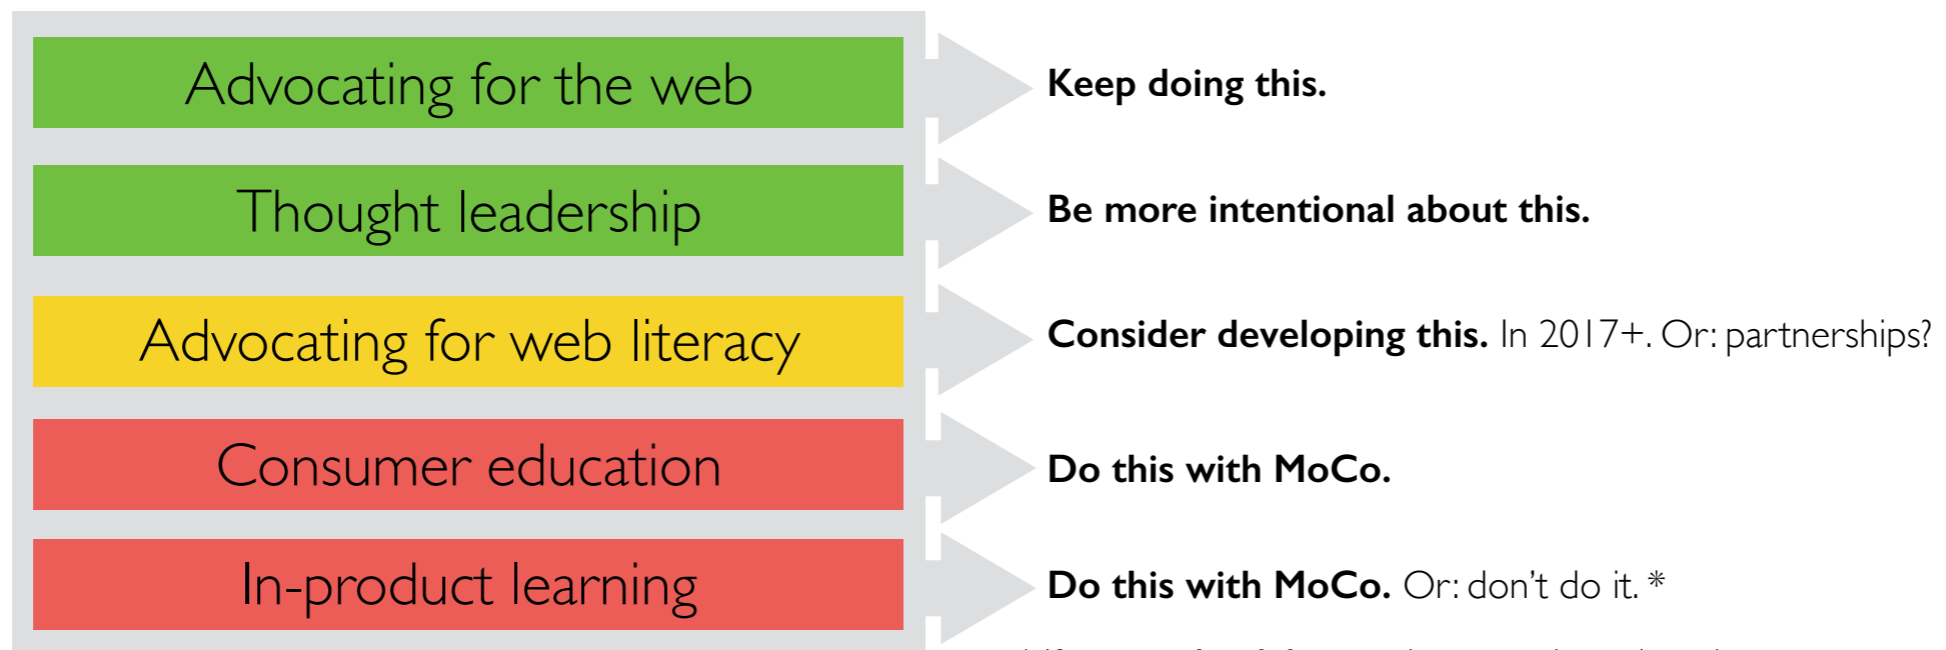 Advocating for the web
Keep doing this.
Thought leadership
Be more intentional about this.
Advocating for web literacy
Consider developing this. In 2017+. Or: partnerships?
Consumer education
Do this with MoCo.
In-product learning
Do this with MoCo. Or: don’t do it. *